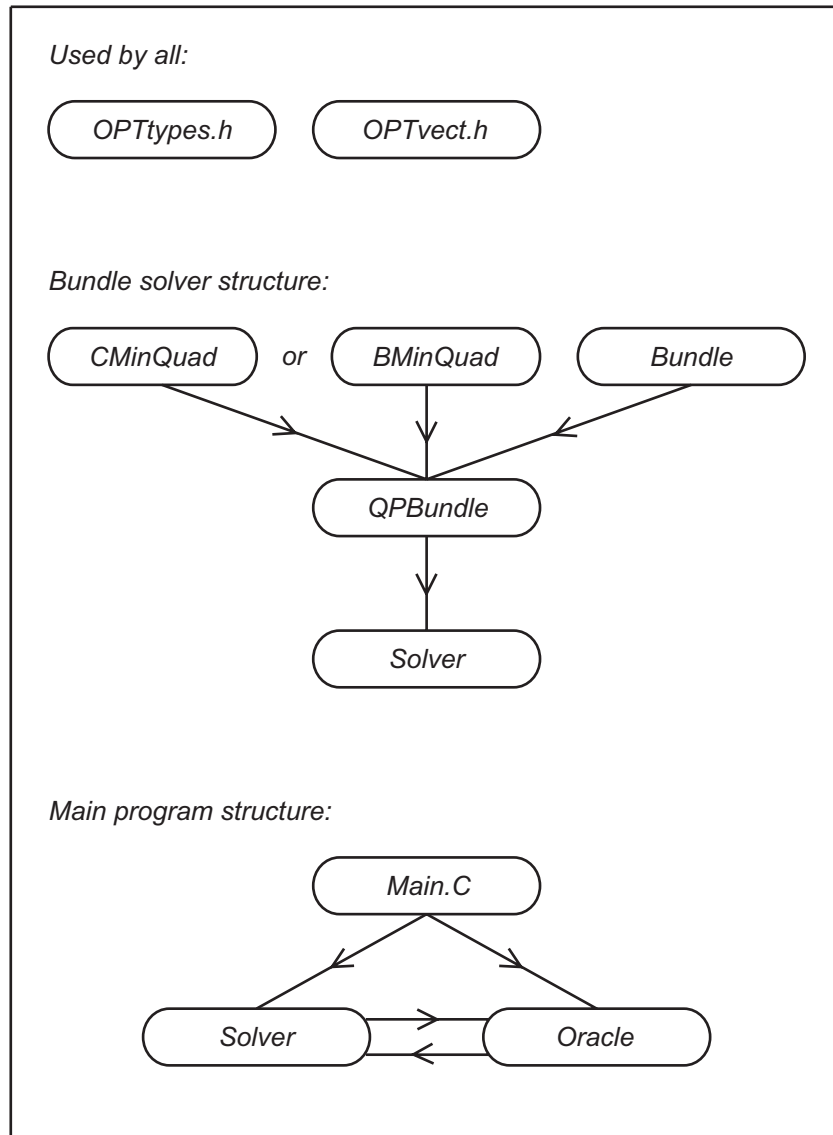 Used by all:
OPTtypes.h OPTvect.h
Bundle solver structure:
CMinQuad or BMinQuad Bundle
QPBundle
Solver
Main program structure:
Main.C
Solver Oracle